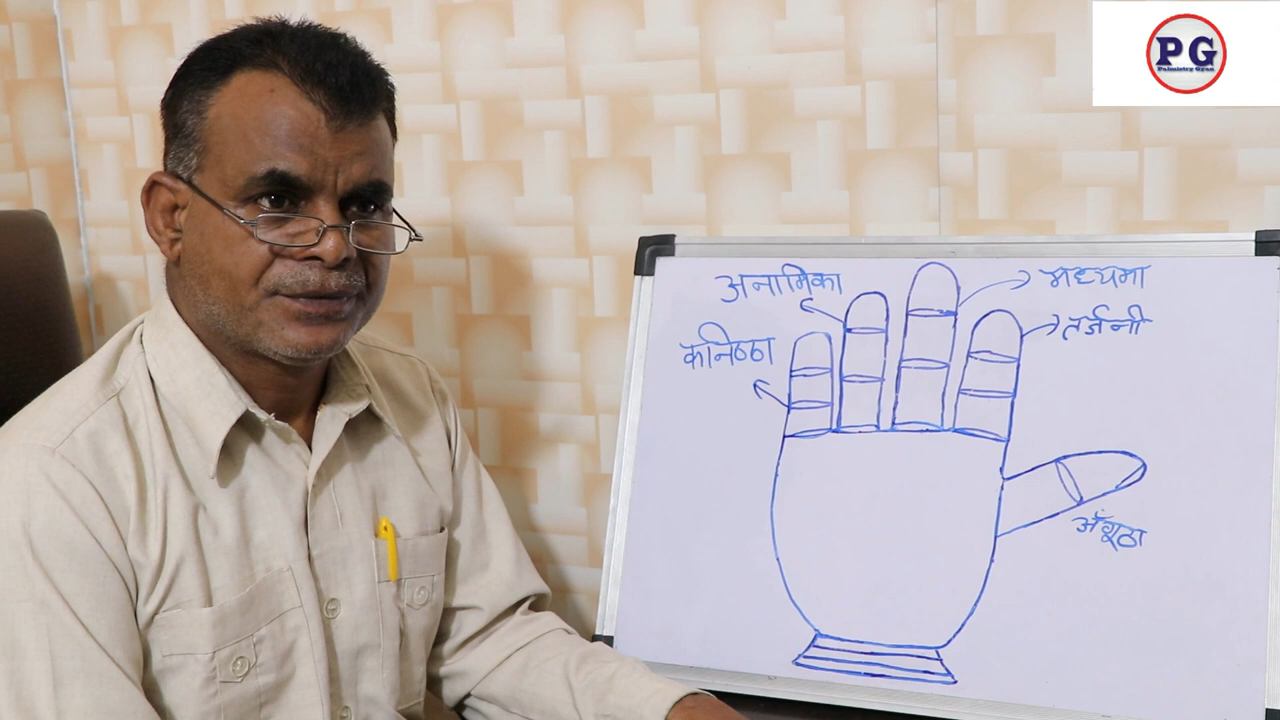 PG
Palmistry Gyan
अनामिका
मध्यमा
तर्जनी
कनिष्ठा
अँगूठा